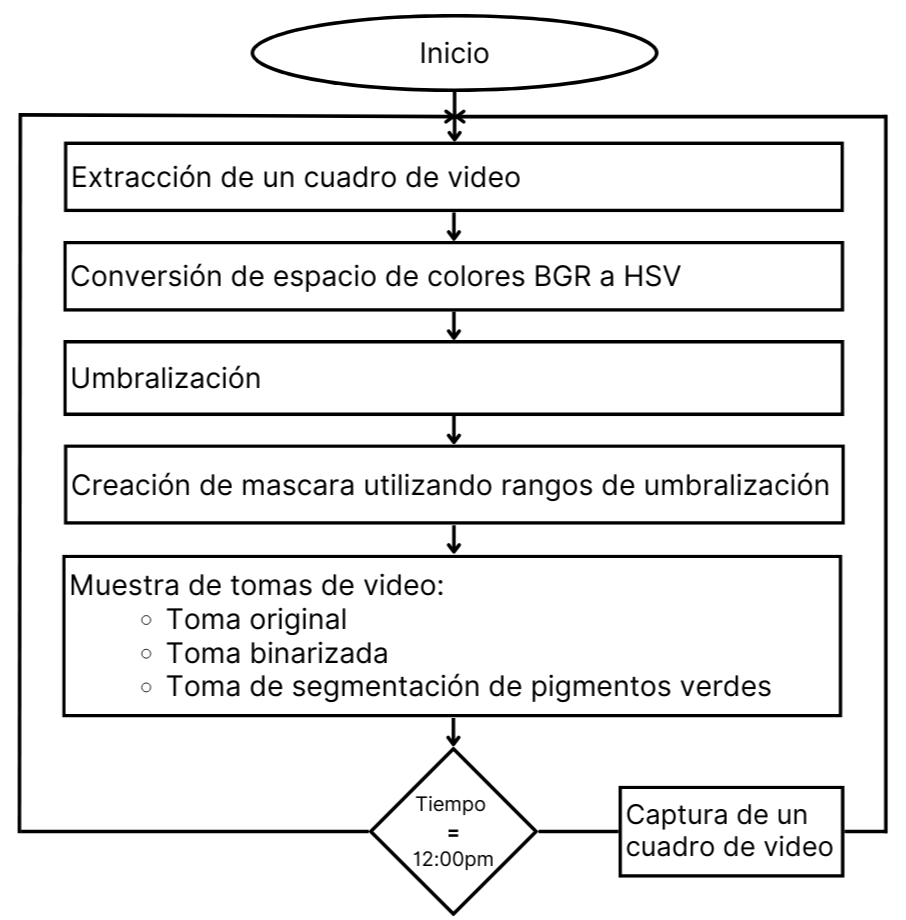 Inicio
Extracción de un cuadro de video
Conversión de espacio de colores BGR a HSV
Umbralización
Creación de mascara utilizando rangos de umbralización
Muestra de tomas de video:
○ Toma original
○ Toma binarizada
○ Toma de segmentación de pigmentos verdes
Tiempo
=
12:00pm
Captura de un
cuadro de video